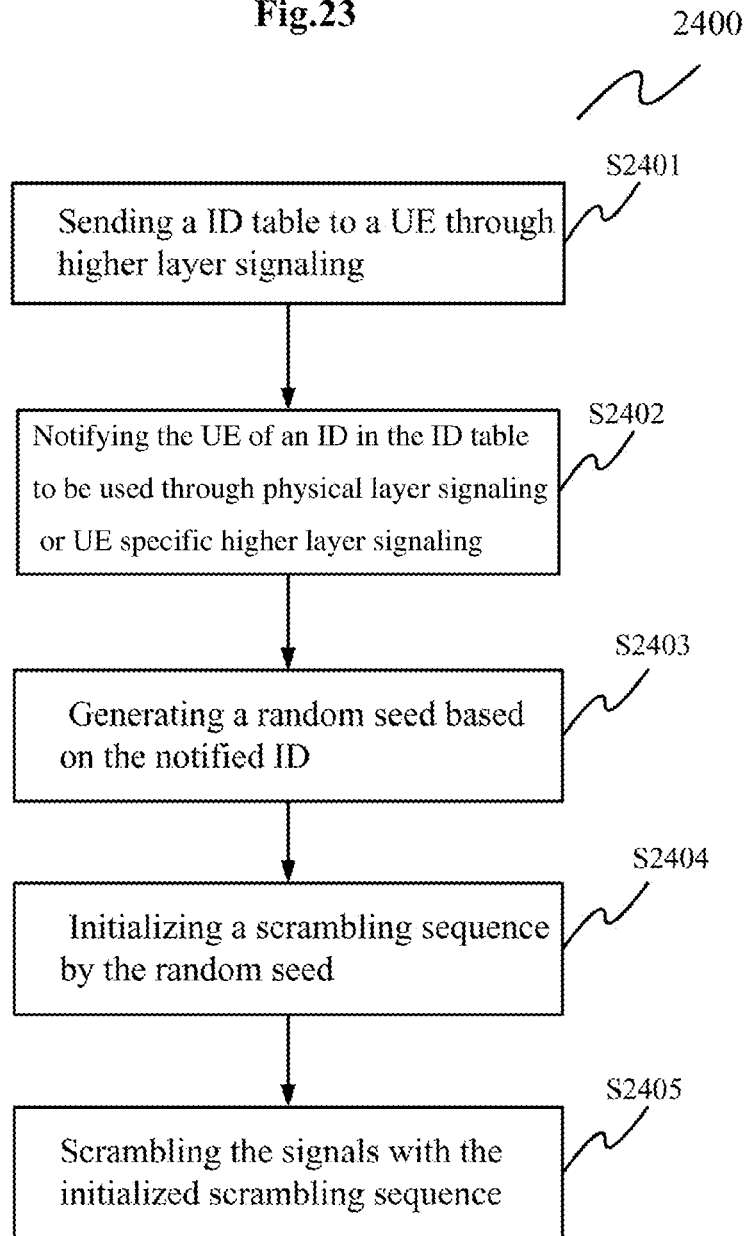 Fig.23
2400
S2401
Sending a ID table to a UE through
higher layer signaling
S2402
Notifying the UE of an ID in the ID table
to be used through physical layer signaling
or UE specific higher layer signaling
S2403
Generating a random seed based
on the notified ID
S2404
Initializing a scrambling sequence
by the random seed
S2405
Scrambling the signals with the
initialized scrambling sequence